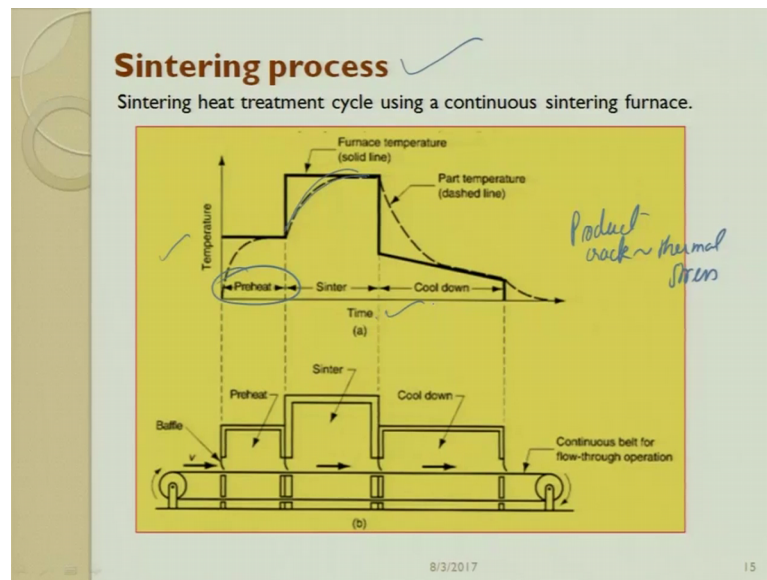 Sintering process
Sintering heat treatment cycle using a continuous sintering furnace.
Furnace temperature
(solid line)
Part temperature
(dashed line)
Temperature
Preheat
Sinter
Cool down
Time
(a)
Product
crack ~ thermal
stress
Sinter
Preheat
Cool down
Baffle
v
Continuous belt for
flow-through operation
(b)
8/3/2017
15